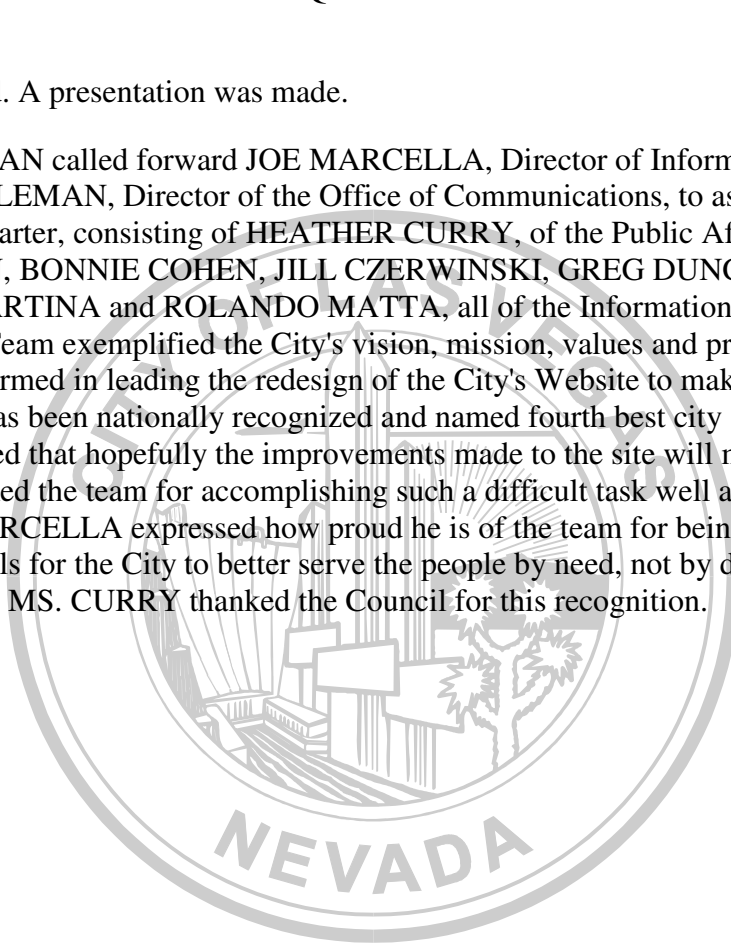 . A presentation was made.
AN called forward JOE MARCELLA, Director of Inform
LEMAN, Director of the Office of Communications, to as
arter, consisting of HEATHER CURRY, of the Public Af
, BONNIE COHEN, JILL CZERWINSKI, GREG DUNC
ARTINA and ROLANDO MATTA, all of the Information
Team exemplified the City's vision, mission, values and pr
rmed in leading the redesign of the City's Website to mak
as been nationally recognized and named fourth best city
ed that hopefully the improvements made to the site will m
ed the team for accomplishing such a difficult task well a
RCELLA expressed how proud he is of the team for bein
ls for the City to better serve the people by need, not by d
MS. CURRY thanked the Council for this recognition.
CITY OF LAS VEGAS
NEVADA